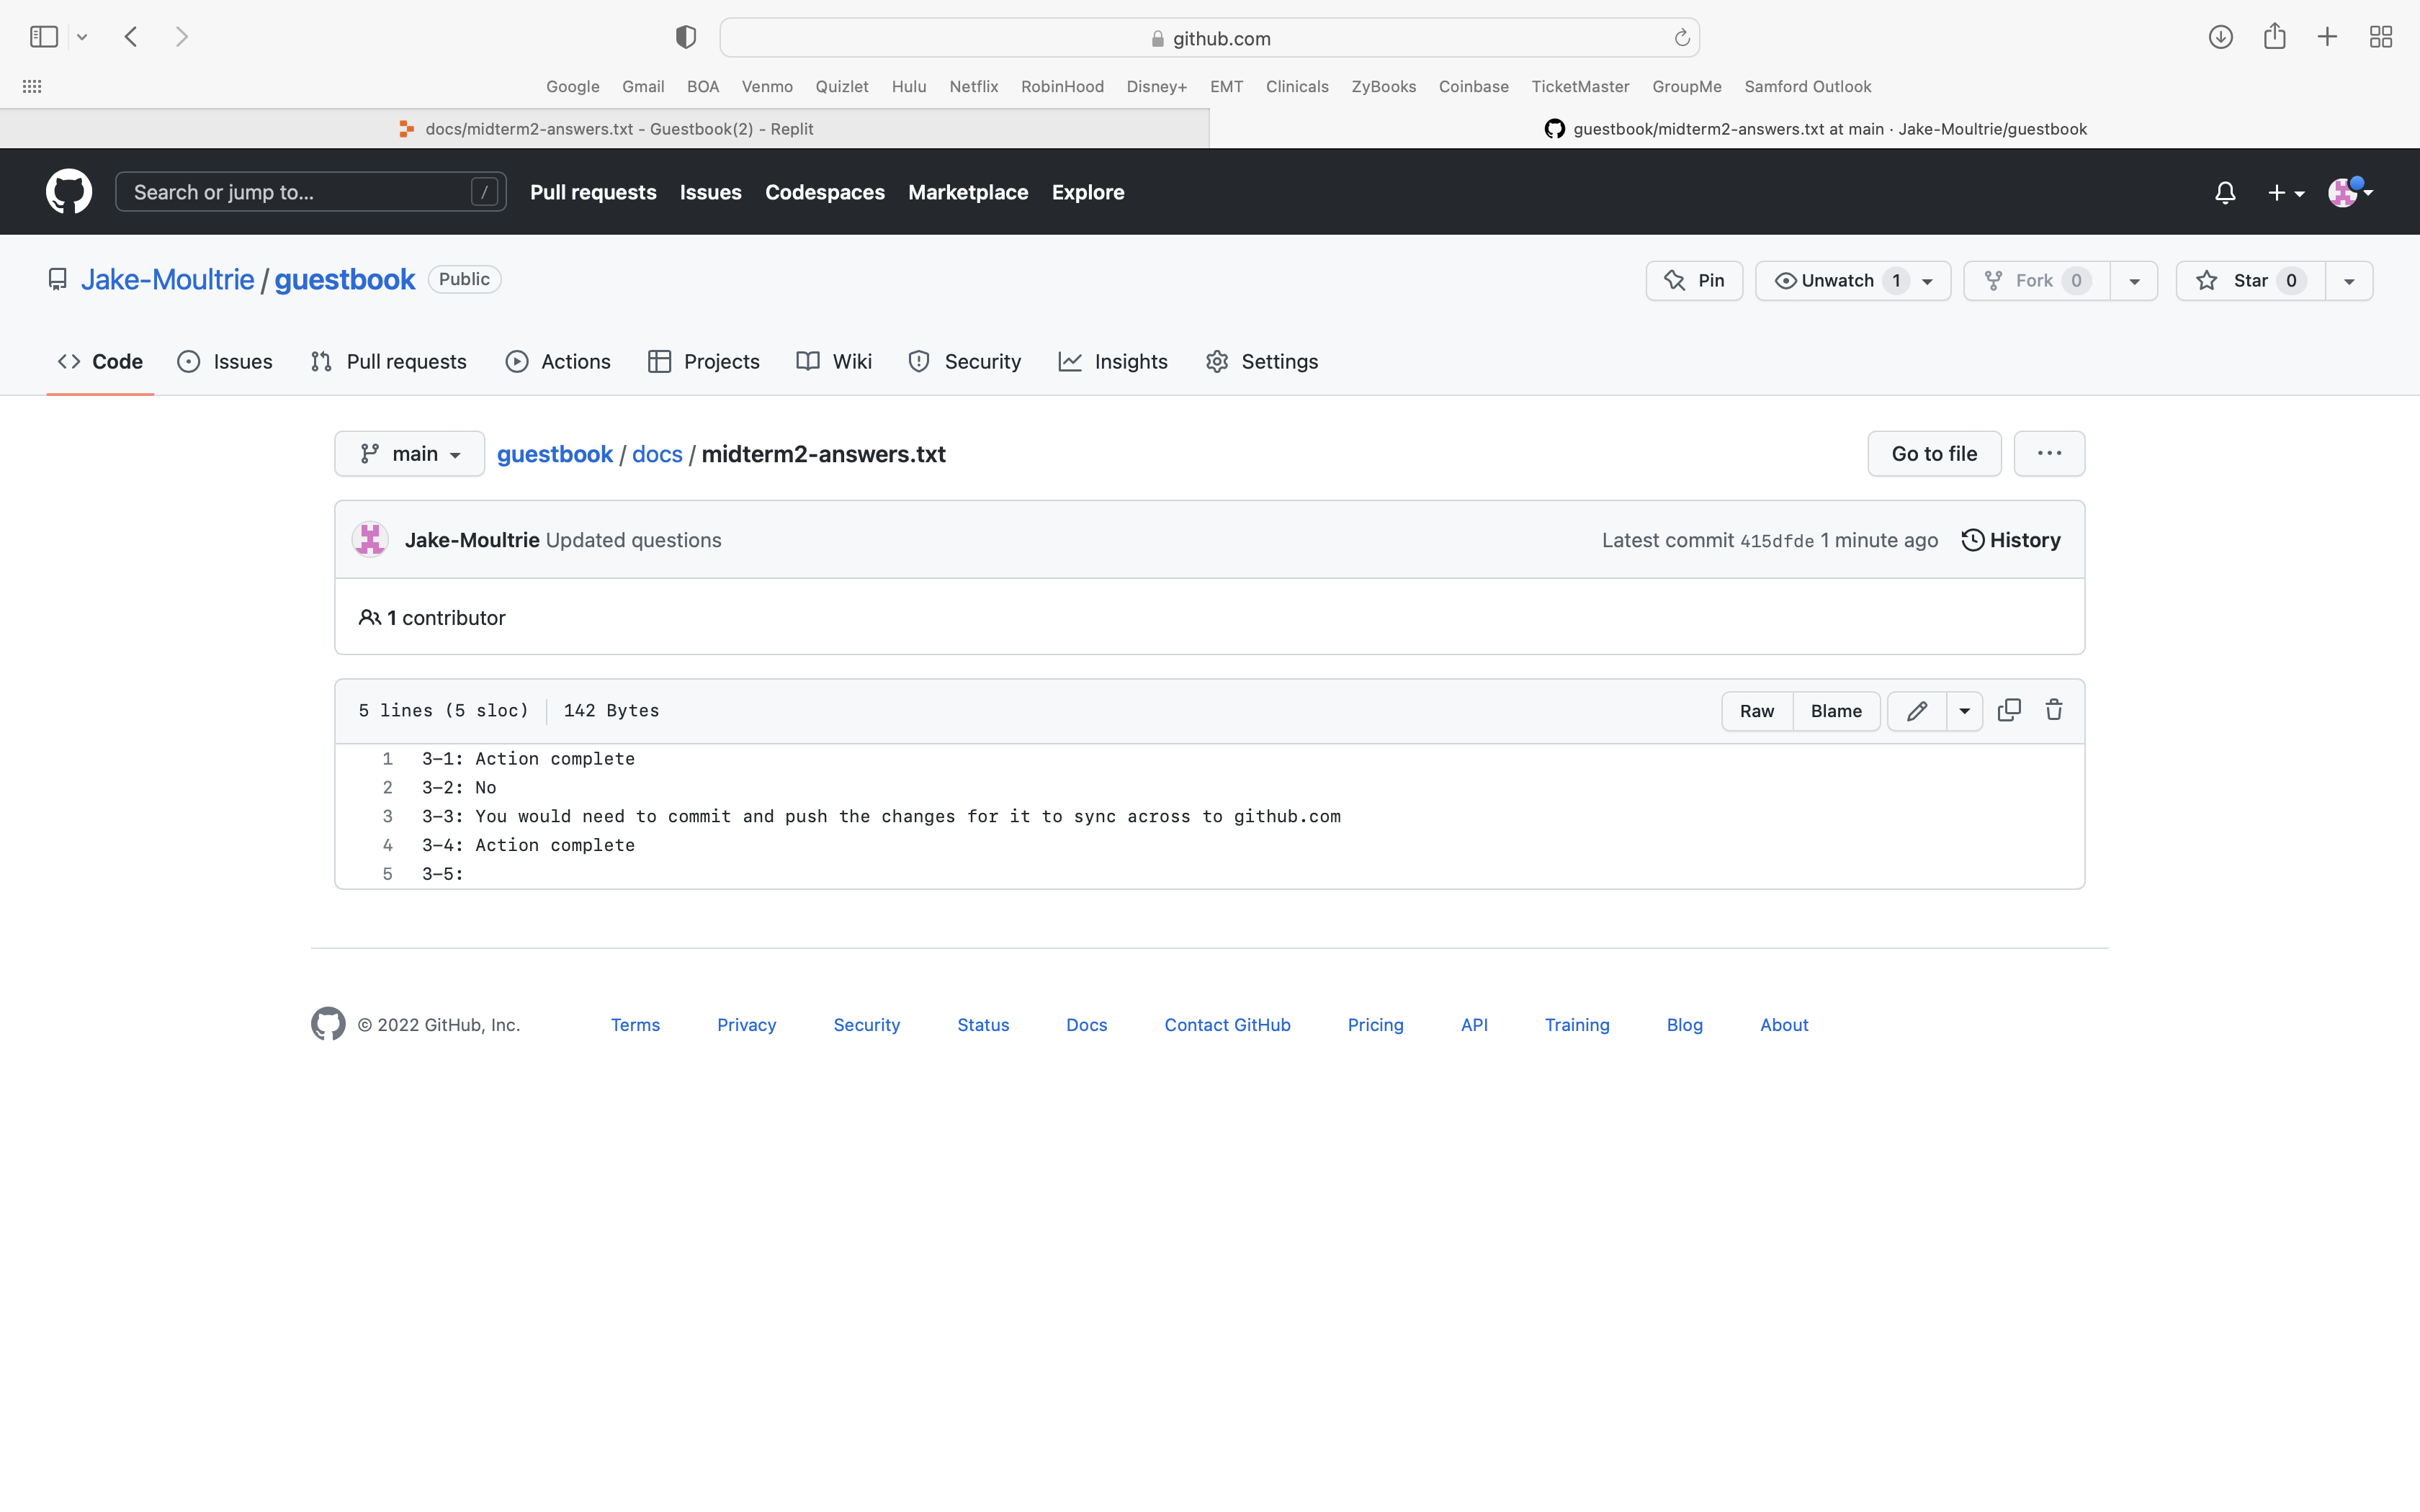 github.com
Google Gmail BOA Venmo Quizlet Hulu Netflix RobinHood Disney+ EMT Clinicals ZyBooks Coinbase TicketMaster GroupMe Samford Outlook
docs/midterm2-answers.txt - Guestbook(2) - Replit
guestbook/midterm2-answers.txt at main · Jake-Moultrie/guestbook
Search or jump to... / Pull requests Issues Codespaces Marketplace Explore
Jake-Moultrie / guestbook Public
Pin Unwatch 1 Fork 0 Star 0
Code Issues Pull requests Actions Projects Wiki Security Insights Settings
main guestbook / docs / midterm2-answers.txt Go to file
Jake-Moultrie Updated questions Latest commit 415dfde 1 minute ago History
1 contributor
5 lines (5 sloc) 142 Bytes Raw Blame
1 3-1: Action complete
2 3-2: No
3 3-3: You would need to commit and push the changes for it to sync across to github.com
4 3-4: Action complete
5 3-5:
© 2022 GitHub, Inc. Terms Privacy Security Status Docs Contact GitHub Pricing API Training Blog About